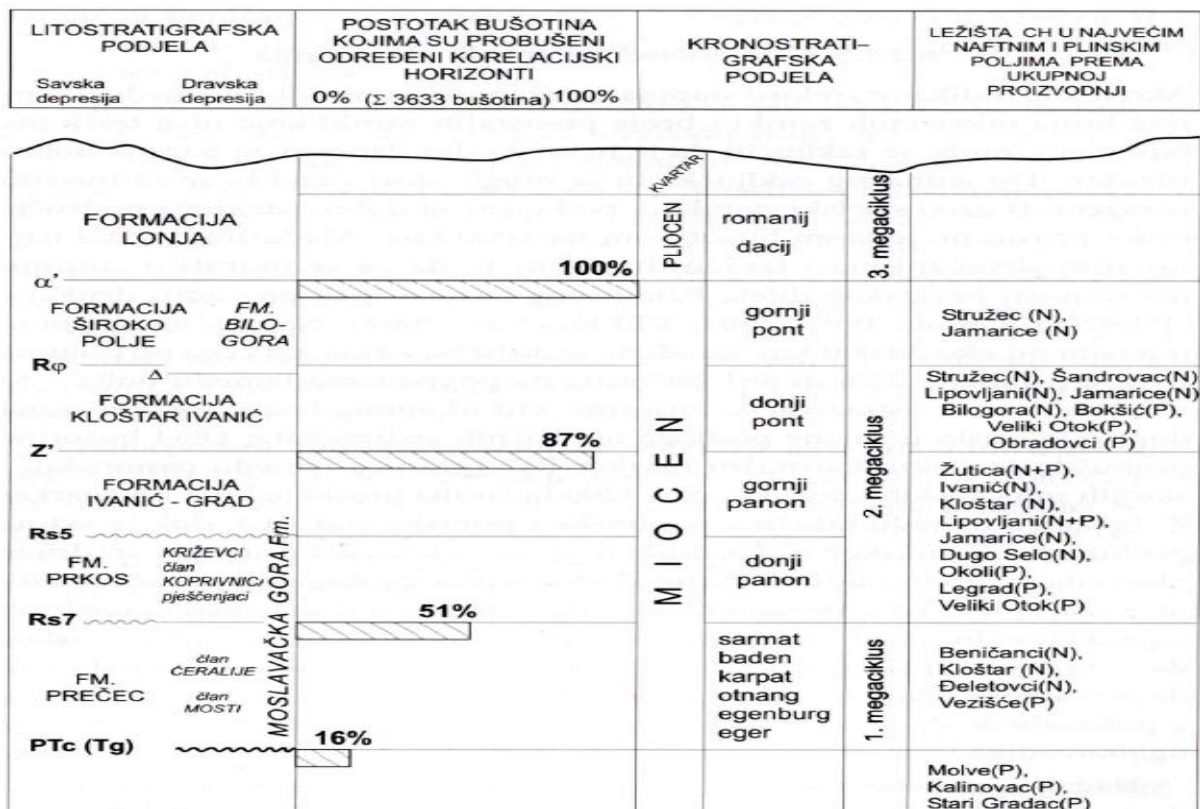 LITOSTRATIGRAFSKA
PODJELA
Savska
depresija
Dravska
depresija
POSTOTAK BUŠOTINA
KOJIMA SU PROBUŠENI
ODREĐENI KORELACIJSKI
HORIZONTI
0% (Σ 3633 bušotina) 100%
KRONOSTRATI–
GRAFSKA
PODJELA
LEŽIŠTA CH U NAJVEĆIM
NAFTNIM I PLINSKIM
POLJIMA PREMA
UKUPNOJ
PROIZVODNJI
FORMACIJA
LONJA
α'
FORMACIJA
ŠIROKO
POLJE
FM.
BILO-
GORA
Rφ
Δ
FORMACIJA
KLOŠTAR IVANIĆ
Z'
FORMACIJA
IVANIĆ - GRAD
Rs5
FM.
PRKOS
KRIŽEVCI
član
KOPRIVNICA
pješčenjaci
Rs7
FM.
PREČEC
član
ČERALIJE
član
MOSTI
PTc (Tg)
MOSLAVAČKA GORA Fm.
100%
87%
51%
16%
KVARTAR
PLIOCEN
MIOCEN
romanij
dacij
gornji
pont
donji
pont
gornji
panon
donji
panon
sarmat
baden
karpat
otnang
egenburg
eger
3. megaciklus
2. megaciklus
1. megaciklus
Stružec (N),
Jamarice (N)
Stružec(N), Šandrovac(N)
Lipovljani(N), Jamarice(N)
Bilogora(N), Bokšić(P),
Veliki Otok(P),
Obradovci (P)
Žutica(N+P),
Ivanić(N),
Kloštar (N),
Lipovljani(N+P),
Jamarice(N),
Dugo Selo(N),
Okoli(P),
Legrad(P),
Veliki Otok(P)
Beničanci(N),
Kloštar (N),
Đeletovci(N),
Vezišće(P)
Molve(P),
Kalinovac(P),
Stari Gradac(P)